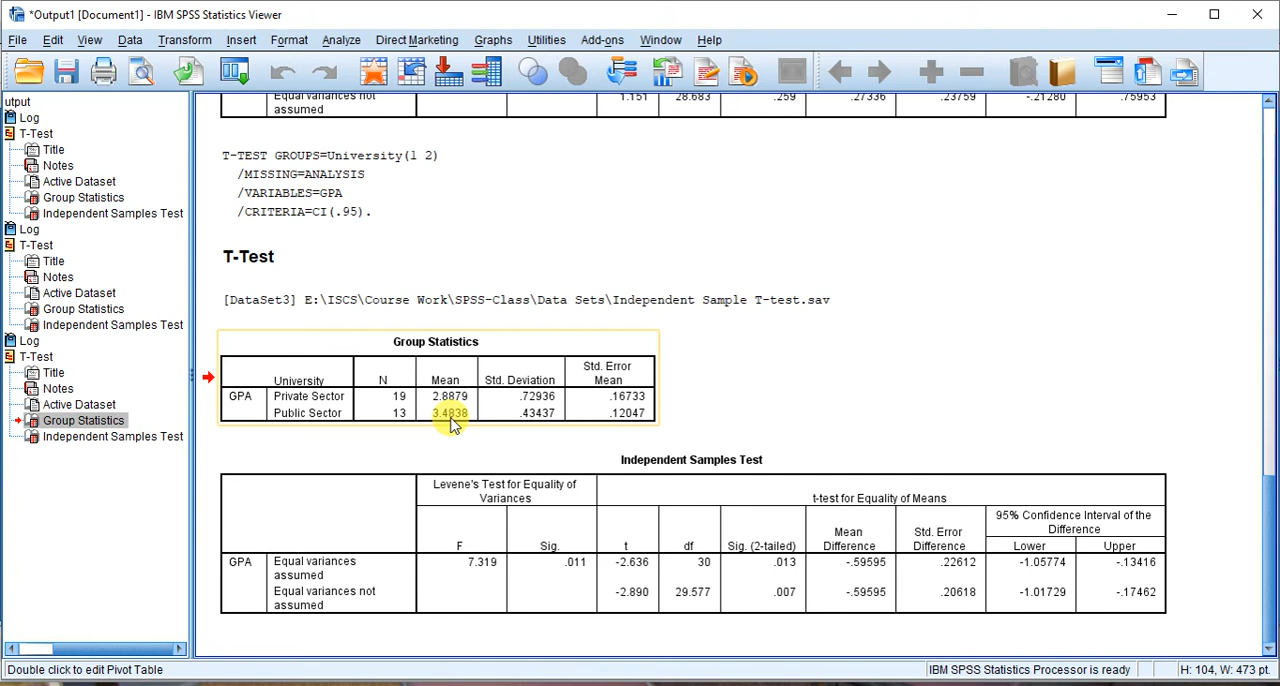 *Output1 [Document1] - IBM SPSS Statistics Viewer
File Edit View Data Transform Insert Format Analyze Direct Marketing Graphs Utilities Add-ons Window Help
utput
Log
T-Test
Title
Notes
Active Dataset
Group Statistics
Independent Samples Test
Log
T-Test
Title
Notes
Active Dataset
Group Statistics
Independent Samples Test
Log
T-Test
Title
Notes
Active Dataset
Group Statistics
Independent Samples Test
Equal variances not 1.151 28.683 .259 .27336 .23759 -.21280 .75953
assumed
T-TEST GROUPS=University(1 2)
/MISSING=ANALYSIS
/VARIABLES=GPA
/CRITERIA=CI(.95).
T-Test
[DataSet3] E:\ISCS\Course Work\SPSS-Class\Data Sets\Independent Sample T-test.sav
Group Statistics
Std. Error
University N Mean Std. Deviation Mean
GPA Private Sector 19 2.8879 .72936 .16733
Public Sector 13 3.4838 .43437 .12047
Independent Samples Test
Levene's Test for Equality of
Variances
t-test for Equality of Means
95% Confidence Interval of the
Difference
Mean Std. Error
F Sig. t df Sig. (2-tailed) Difference Difference Lower Upper
GPA Equal variances 7.319 .011 -2.636 30 .013 -.59595 .22612 -1.05774 -.13416
assumed
Equal variances not -2.890 29.577 .007 -.59595 .20618 -1.01729 -.17462
assumed
Double click to edit Pivot Table IBM SPSS Statistics Processor is ready H: 104, W: 473 pt.